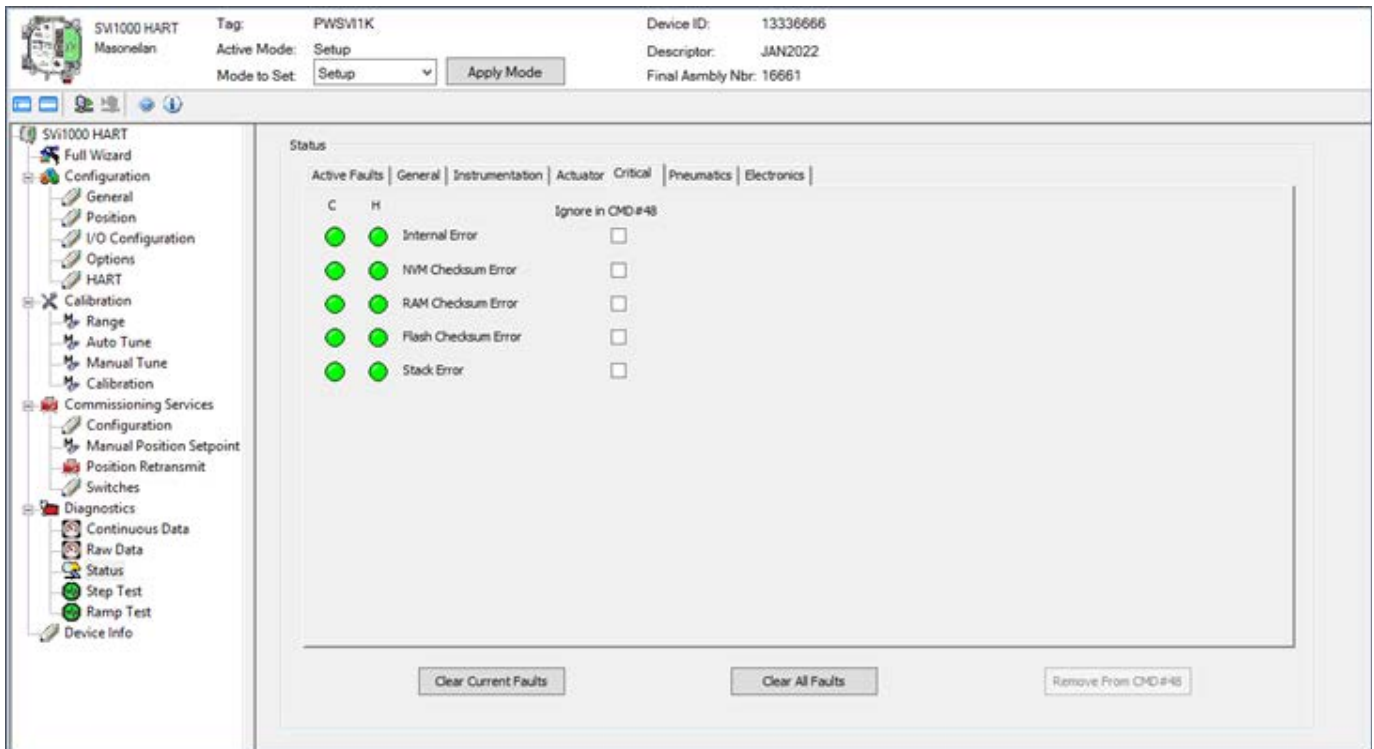 SVi1000 HART
Masoneilan
Tag: PWSVI1K
Active Mode: Setup
Mode to Set: Setup Apply Mode
Device ID: 13336666
Descriptor: JAN2022
Final Asmbly Nbr: 16661
SVi1000 HART
Full Wizard
Configuration
General
Position
I/O Configuration
Options
HART
Calibration
Range
Auto Tune
Manual Tune
Calibration
Commissioning Services
Configuration
Manual Position Setpoint
Position Retransmit
Switches
Diagnostics
Continuous Data
Raw Data
Status
Step Test
Ramp Test
Device Info
Status
Active Faults General Instrumentation Actuator Critical Pneumatics Electronics
C H Ignore in CMD#48
Internal Error
NVM Checksum Error
RAM Checksum Error
Flash Checksum Error
Stack Error
Clear Current Faults Clear All Faults Remove From CMD#48